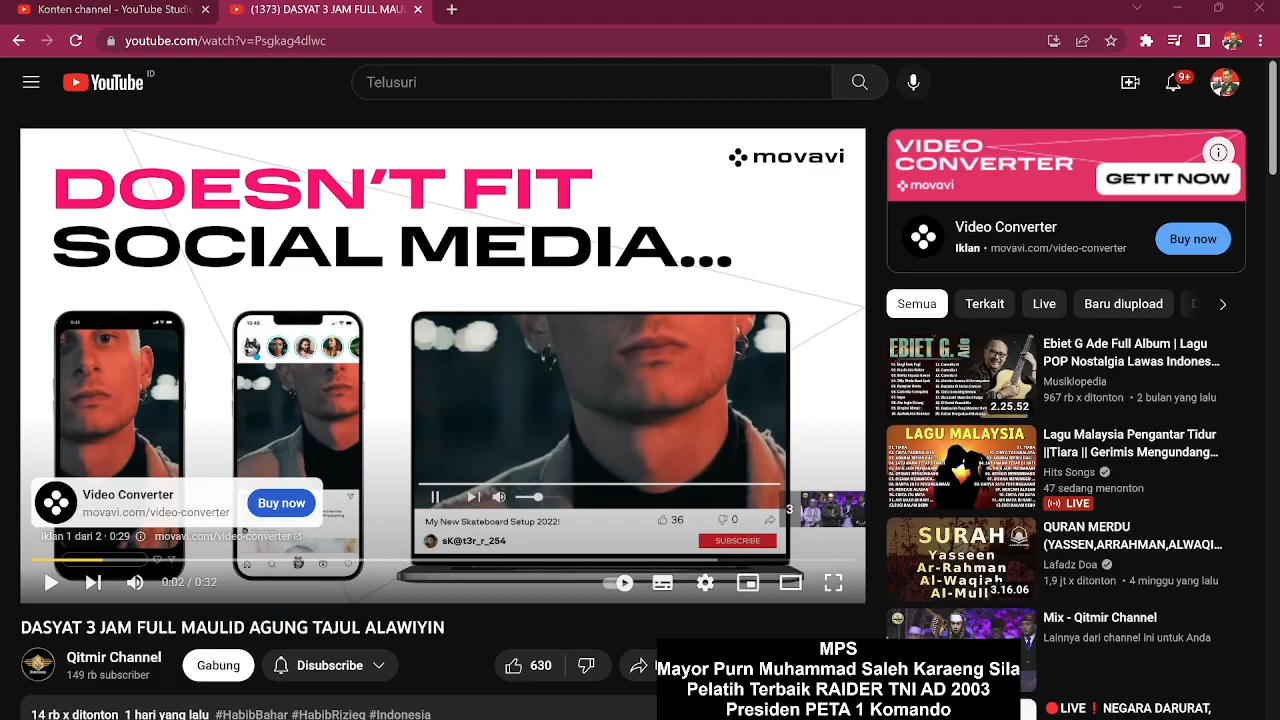 Konten channel - YouTube Studio
(1373) DASYAT 3 JAM FULL MAUL
youtube.com/watch?v=Psgkag4dlwc
YouTube ID
Telusuri
9+
movavi
DOESN'T FIT
SOCIAL MEDIA...
9:41
13:48
My New Skateboard Setup 2022!
36
0
sK@t3r_r_254
SUBSCRIBE
Video Converter
movavi.com/video-converter
Buy now
3
Iklan 1 dari 2 · 0:29
movavi.com/video-converter
0:02 / 0:32
DASYAT 3 JAM FULL MAULID AGUNG TAJUL ALAWIYIN
Qitmir Channel
149 rb subscriber
Gabung
Disubscribe
630
14 rb x ditonton 1 hari yang lalu #HabibBahar #HabibRizieq #Indonesia
VIDEO
CONVERTER
movavi
GET IT NOW
Video Converter
Iklan · movavi.com/video-converter
Buy now
Semua
Terkait
Live
Baru diupload
EBIET G. Ade
2.25.52
Ebiet G Ade Full Album | Lagu
POP Nostalgia Lawas Indones...
Musiklopedia
967 rb x ditonton · 2 bulan yang lalu
LAGU MALAYSIA
Lagu Malaysia Pengantar Tidur
||Tiara || Gerimis Mengundang...
Hits Songs
47 sedang menonton
LIVE
SURAH
Yasseen
Ar-Rahman
Al-Waqiah
Al-Mulk
3.16.06
QURAN MERDU
(YASSEN,ARRAHMAN,ALWAQI...
Lafadz Doa
1,9 jt x ditonton · 4 minggu yang lalu
Mix - Qitmir Channel
Lainnya dari channel ini untuk Anda
LIVE❗NEGARA DARURAT,
MPS
Mayor Purn Muhammad Saleh Karaeng Sila
Pelatih Terbaik RAIDER TNI AD 2003
Presiden PETA 1 Komando